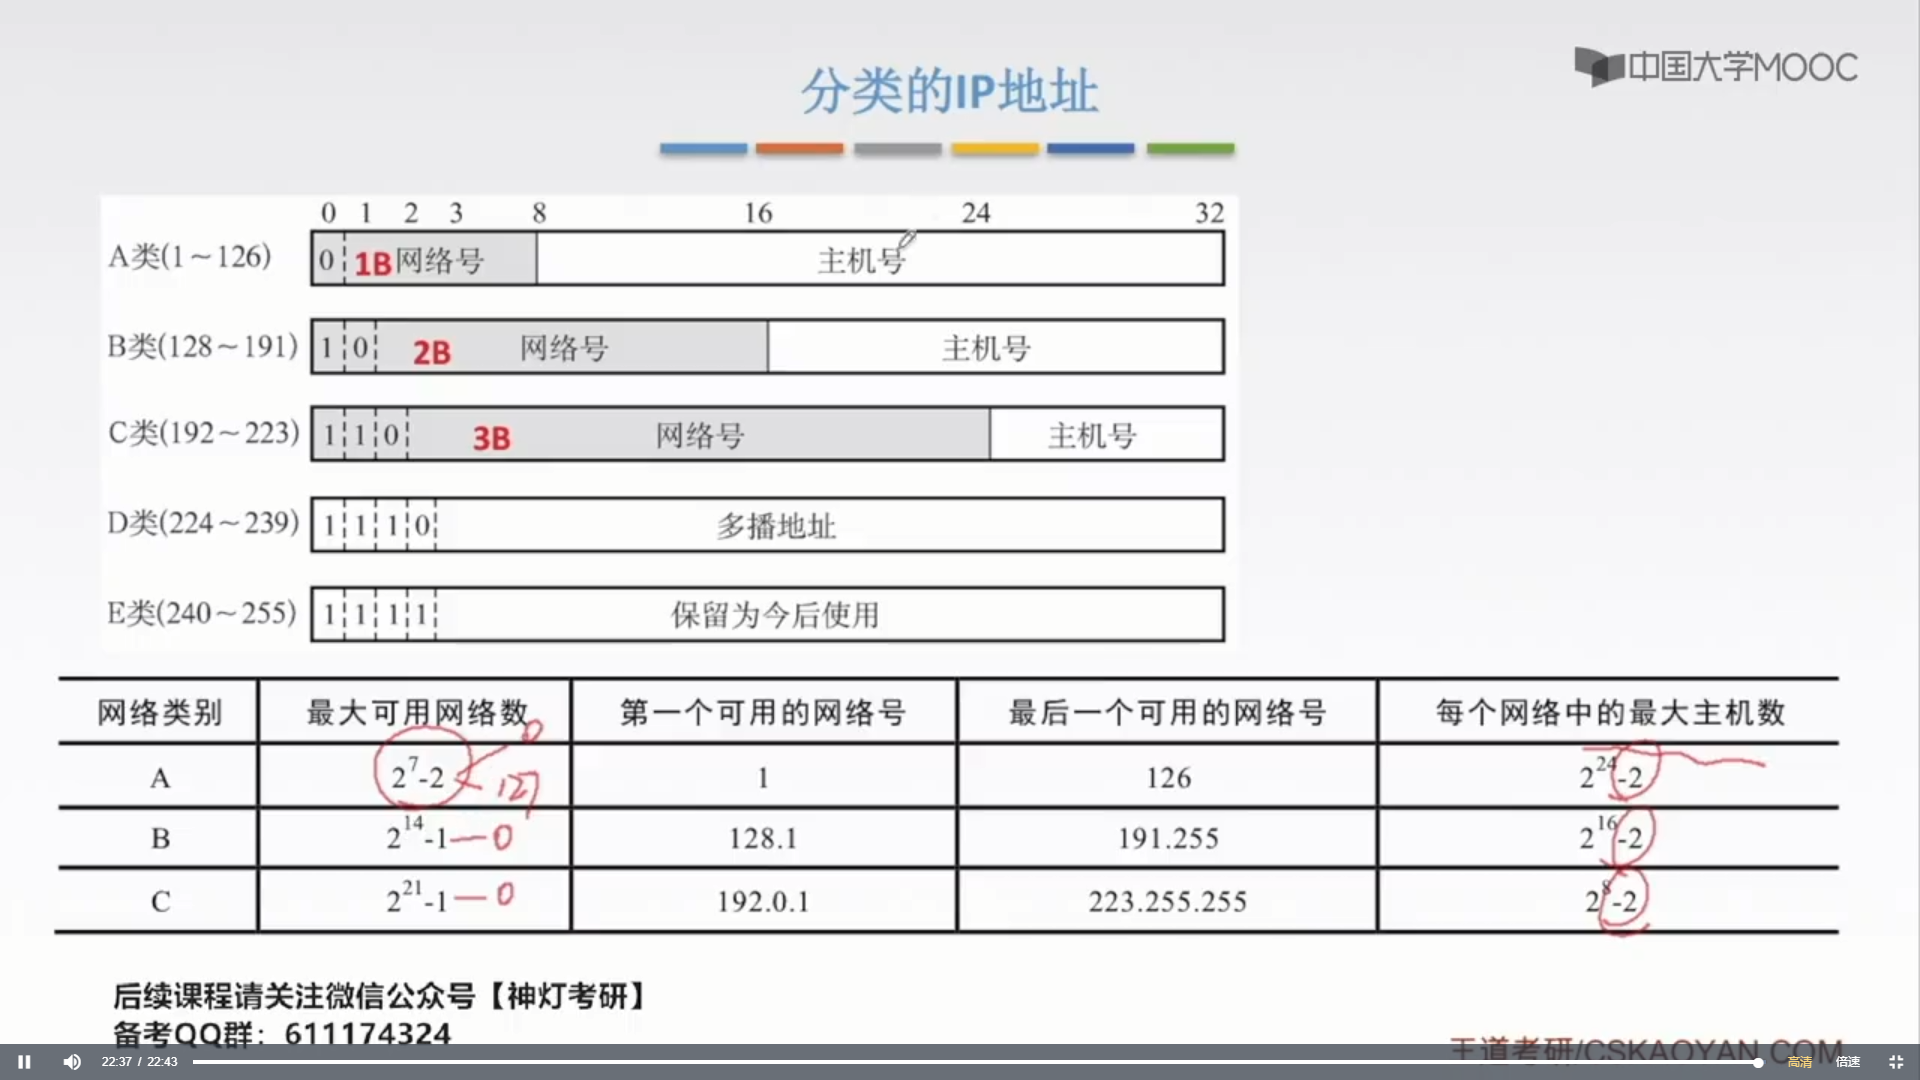 中国大学MOOC
分类的IP地址
0 1 2 3 8 16 24 32
A类(1～126) 0 1B 网络号 主机号
B类(128～191) 1 0 2B 网络号 主机号
C类(192～223) 1 1 0 3B 网络号 主机号
D类(224～239) 1 1 1 0 多播地址
E类(240～255) 1 1 1 1 保留为今后使用
网络类别 最大可用网络数 第一个可用的网络号 最后一个可用的网络号 每个网络中的最大主机数
0
A 2^7-2 127 1 126 2^24-2
B 2^14-1 — 0 128.1 191.255 2^16-2
C 2^21-1 — 0 192.0.1 223.255.255 2^8-2
后续课程请关注微信公众号【神灯考研】
备考QQ群：611174324
王道考研/CSKAOYAN.COM
22:37 / 22:43 高清 倍速